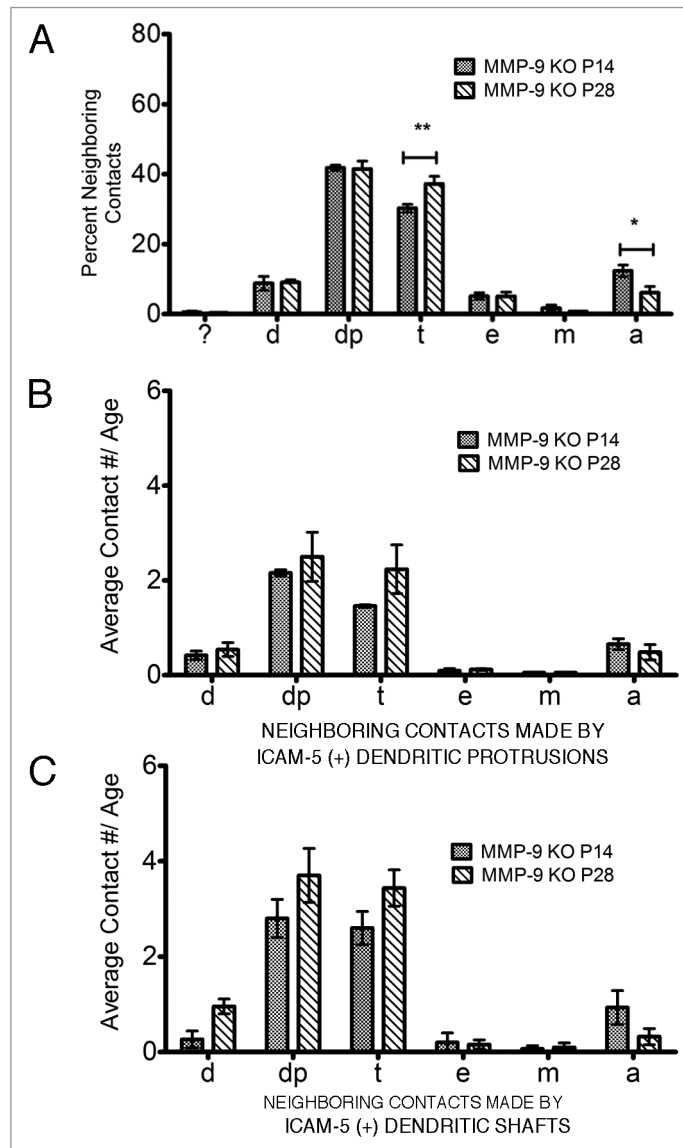 A
80
60
40
20
0
Percent Neighboring
Contacts
MMP-9 KO P14
MMP-9 KO P28
**
*
? d dp t e m a
B
6
4
2
0
Average Contact #/ Age
MMP-9 KO P14
MMP-9 KO P28
d dp t e m a
NEIGHBORING CONTACTS MADE BY
ICAM-5 (+) DENDRITIC PROTRUSIONS
C
6
4
2
0
Average Contact #/ Age
MMP-9 KO P14
MMP-9 KO P28
d dp t e m a
NEIGHBORING CONTACTS MADE BY
ICAM-5 (+) DENDRITIC SHAFTS